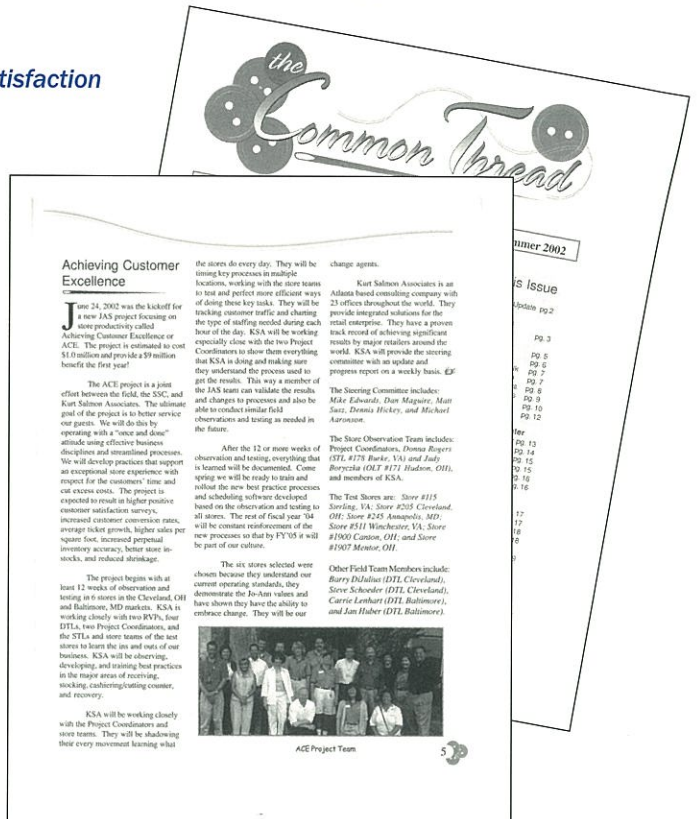 tisfaction
the
Common Thread
mmer 2002
is Issue
Update pg.2
pg. 3
pg. 5
pg. 6
pg. 7
pg. 7
pg. 8
pg. 9
pg. 10
pg. 12
pg. 13
pg. 14
pg. 15
pg. 15
g. 16
g. 16
17
17
18
Achieving Customer
Excellence
June 24, 2002 was the kickoff for
a new JAS project focusing on
store productivity called
Achieving Customer Excellence or
ACE. The project is estimated to cost
$1.0 million and provide a $9 million
benefit the first year!
The ACE project is a joint
effort between the field, the SSC, and
Kurt Salmon Associates. The ultimate
goal of the project is to better service
our guests. We will do this by
operating with a "once and done"
attitude using effective business
disciplines and streamlined processes.
We will develop practices that support
an exceptional store experience with
respect for the customers' time and
cut excess costs. The project is
expected to result in higher positive
customer satisfaction surveys,
increased customer conversion rates,
average ticket growth, higher sales per
square foot, increased perpetual
inventory accuracy, better store in-
stocks, and reduced shrinkage.
The project begins with at
least 12 weeks of observation and
testing in 6 stores in the Cleveland, OH
and Baltimore, MD markets. KSA is
working closely with two RVPs, four
DTLs, two Project Coordinators, and
the STLs and store teams of the test
stores to learn the ins and outs of our
business. KSA will be observing,
developing, and training best practices
in the major areas of receiving,
stocking, cashiering/cutting counter,
and recovery.
KSA will be working closely
with the Project Coordinators and
store teams. They will be shadowing
their every movement learning what
the stores do every day. They will be
timing key processes in multiple
locations, working with the store teams
to test and perfect more efficient ways
of doing these key tasks. They will be
tracking customer traffic and charting
the type of staffing needed during each
hour of the day. KSA will be working
especially close with the two Project
Coordinators to show them everything
that KSA is doing and making sure
they understand the process used to
get the results. This way a member of
the JAS team can validate the results
and changes to processes and also be
able to conduct similar field
observations and testing as needed in
the future.
After the 12 or more weeks of
observation and testing, everything that
is learned will be documented. Come
spring we will be ready to train and
rollout the new best practice processes
and scheduling software developed
based on the observation and testing to
all stores. The rest of fiscal year '04
will be constant reinforcement of the
new processes so that by FY'05 it will
be part of our culture.
The six stores selected were
chosen because they understand our
current operating standards, they
demonstrate the Jo-Ann values and
have shown they have the ability to
embrace change. They will be our
change agents.
Kurt Salmon Associates is an
Atlanta based consulting company with
23 offices throughout the world. They
provide integrated solutions for the
retail enterprise. They have a proven
track record of achieving significant
results by major retailers around the
world. KSA will provide the steering
committee with an update and
progress report on a weekly basis.
The Steering Committee includes:
Mike Edwards, Dan Maguire, Matt
Susz, Dennis Hickey, and Michael
Aaronson.
The Store Observation Team includes:
Project Coordinators, Donna Rogers
(STL #178 Burke, VA) and Judy
Boryczka (OLT #171 Hudson, OH),
and members of KSA.
The Test Stores are: Store #115
Sterling, VA; Store #205 Cleveland,
OH; Store #245 Annapolis, MD;
Store #511 Winchester, VA; Store
#1900 Canton, OH; and Store
#1907 Mentor, OH.
Other Field Team Members include:
Barry DiJulius (DTL Cleveland),
Steve Schoeder (DTL Cleveland),
Carrie Lenhart (DTL Baltimore),
and Jan Huber (DTL Baltimore).
ACE Project Team
5